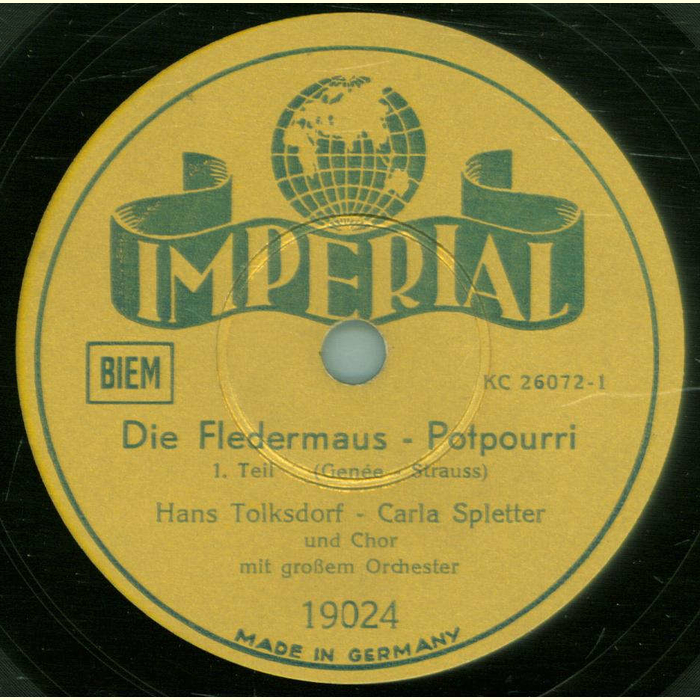 IMPERIAL
BIEM
KC 26072-1
Die Fledermaus - Potpourri
1. Teil (Genée - Strauss)
Hans Tolksdorf - Carla Spletter
und Chor
mit großem Orchester
19024
MADE IN GERMANY